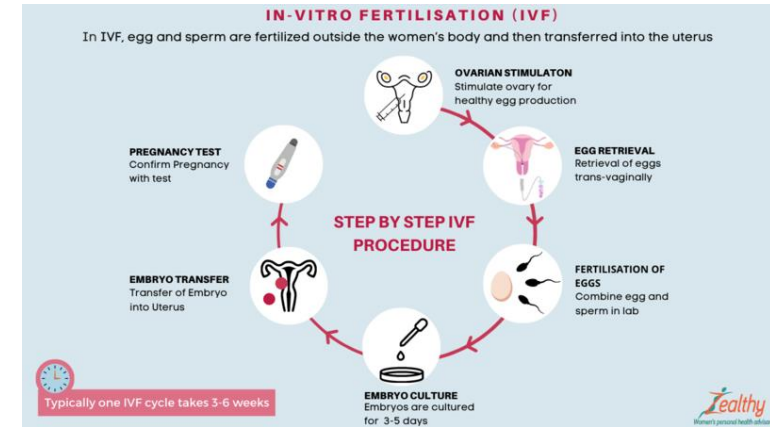 IN-VITRO FERTILISATION (IVF)
In IVF, egg and sperm are fertilized outside the women's body and then transferred into the uterus
OVARIAN STIMULATON
Stimulate ovary for
healthy egg production
EGG RETRIEVAL
Retrieval of eggs
trans-vaginally
FERTILISATION OF
EGGS
Combine egg and
sperm in lab
EMBRYO CULTURE
Embryos are cultured
for 3-5 days
EMBRYO TRANSFER
Transfer of Embryo
into Uterus
PREGNANCY TEST
Confirm Pregnancy
with test
STEP BY STEP IVF
PROCEDURE
Typically one IVF cycle takes 3-6 weeks
Zealthy
Women's personal health advisor